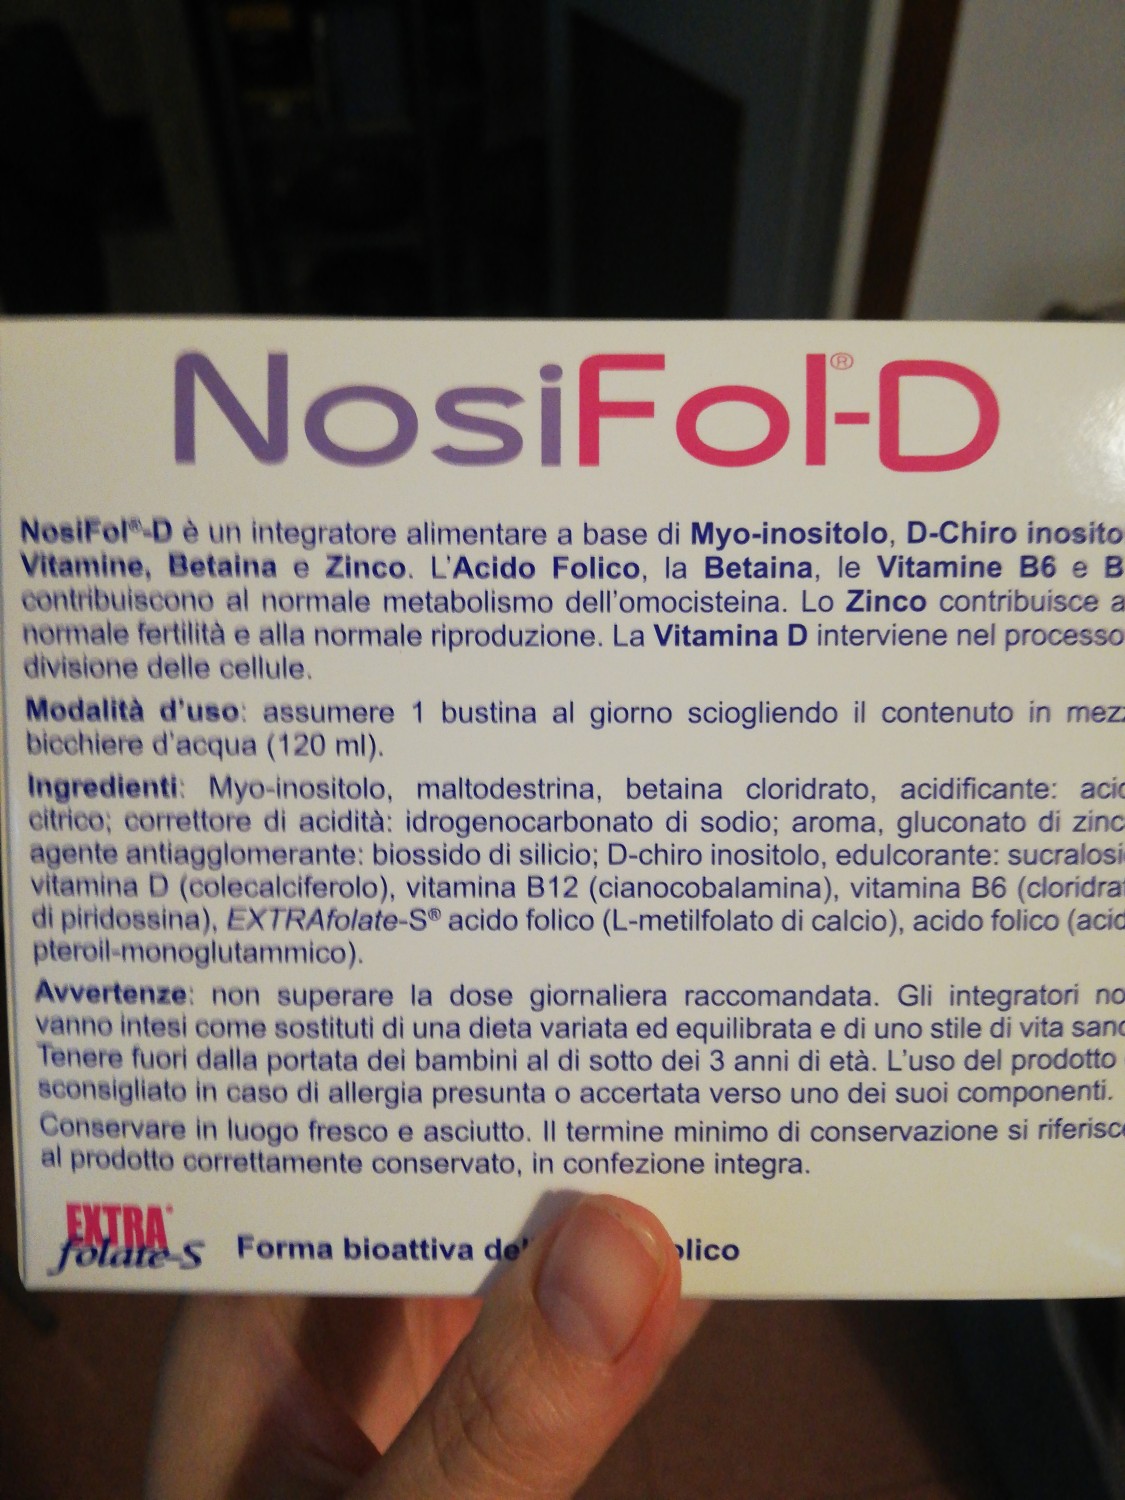 NosiFol®-D
NosiFol®-D è un integratore alimentare a base di Myo-inositolo, D-Chiro inosito
Vitamine, Betaina e Zinco. L'Acido Folico, la Betaina, le Vitamine B6 e B
contribuiscono al normale metabolismo dell'omocisteina. Lo Zinco contribuisce a
normale fertilità e alla normale riproduzione. La Vitamina D interviene nel processo
divisione delle cellule.
Modalità d'uso: assumere 1 bustina al giorno sciogliendo il contenuto in mez
bicchiere d'acqua (120 ml).
Ingredienti: Myo-inositolo, maltodestrina, betaina cloridrato, acidificante: acid
citrico; correttore di acidità: idrogenocarbonato di sodio; aroma, gluconato di zinc
agente antiagglomerante: biossido di silicio; D-chiro inositolo, edulcorante: sucralosi
vitamina D (colecalciferolo), vitamina B12 (cianocobalamina), vitamina B6 (cloridrat
di piridossina), EXTRAfolate-S® acido folico (L-metilfolato di calcio), acido folico (acid
pteroil-monoglutammico).
Avvertenze: non superare la dose giornaliera raccomandata. Gli integratori no
vanno intesi come sostituti di una dieta variata ed equilibrata e di uno stile di vita sano
Tenere fuori dalla portata dei bambini al di sotto dei 3 anni di età. L'uso del prodotto
sconsigliato in caso di allergia presunta o accertata verso uno dei suoi componenti.
Conservare in luogo fresco e asciutto. Il termine minimo di conservazione si riferisce
al prodotto correttamente conservato, in confezione integra.
EXTRA®
folate-S Forma bioattiva del olico